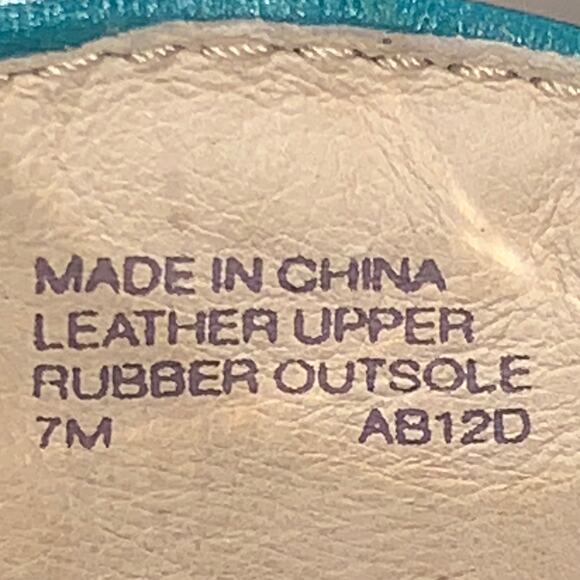 MADE IN CHINA
LEATHER UPPER
RUBBER OUTSOLE
7M AB12D